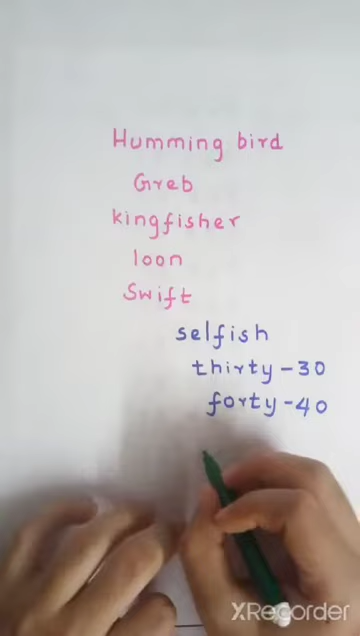 Humming bird
Greb
kingfisher
loon
Swift
selfish
thirty-30
forty-40
XRecorder